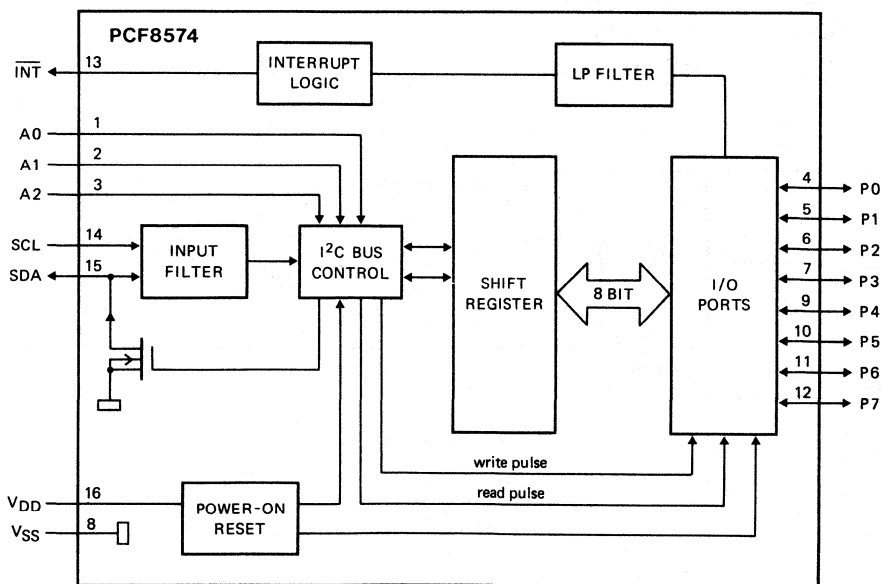 PCF8574
INT
13
INTERRUPT
LOGIC
LP FILTER
A0
1
A1
2
A2
3
SCL
14
SDA
15
INPUT
FILTER
I²C BUS
CONTROL
SHIFT
REGISTER
8 BIT
I/O
PORTS
4
P0
5
P1
6
P2
7
P3
9
P4
10
P5
11
P6
12
P7
write pulse
read pulse
VDD
16
VSS
8
POWER-ON
RESET